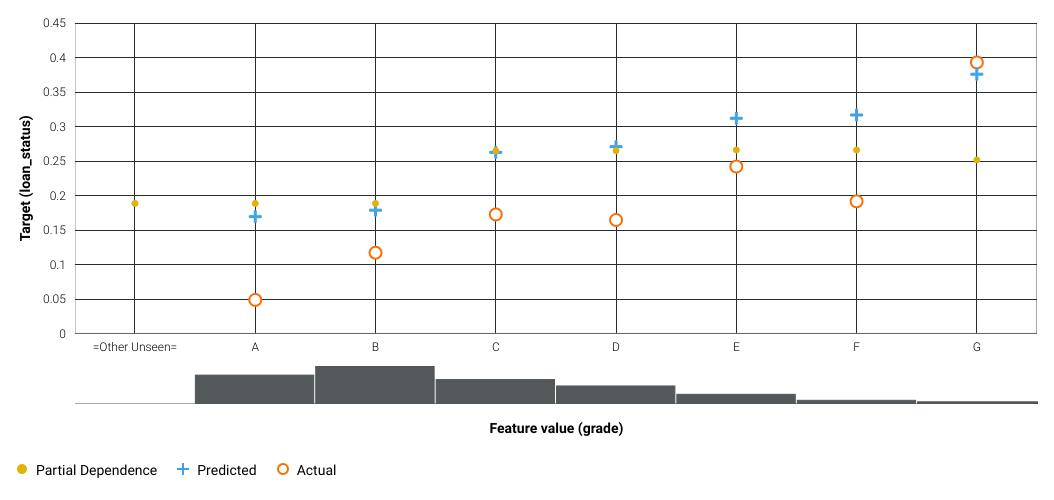 0.45
0.4
0.35
0.3
0.25
0.2
0.15
0.1
0.05
0
Target (loan_status)
=Other Unseen=
A
B
C
D
E
F
G
Feature value (grade)
Partial Dependence
Predicted
Actual